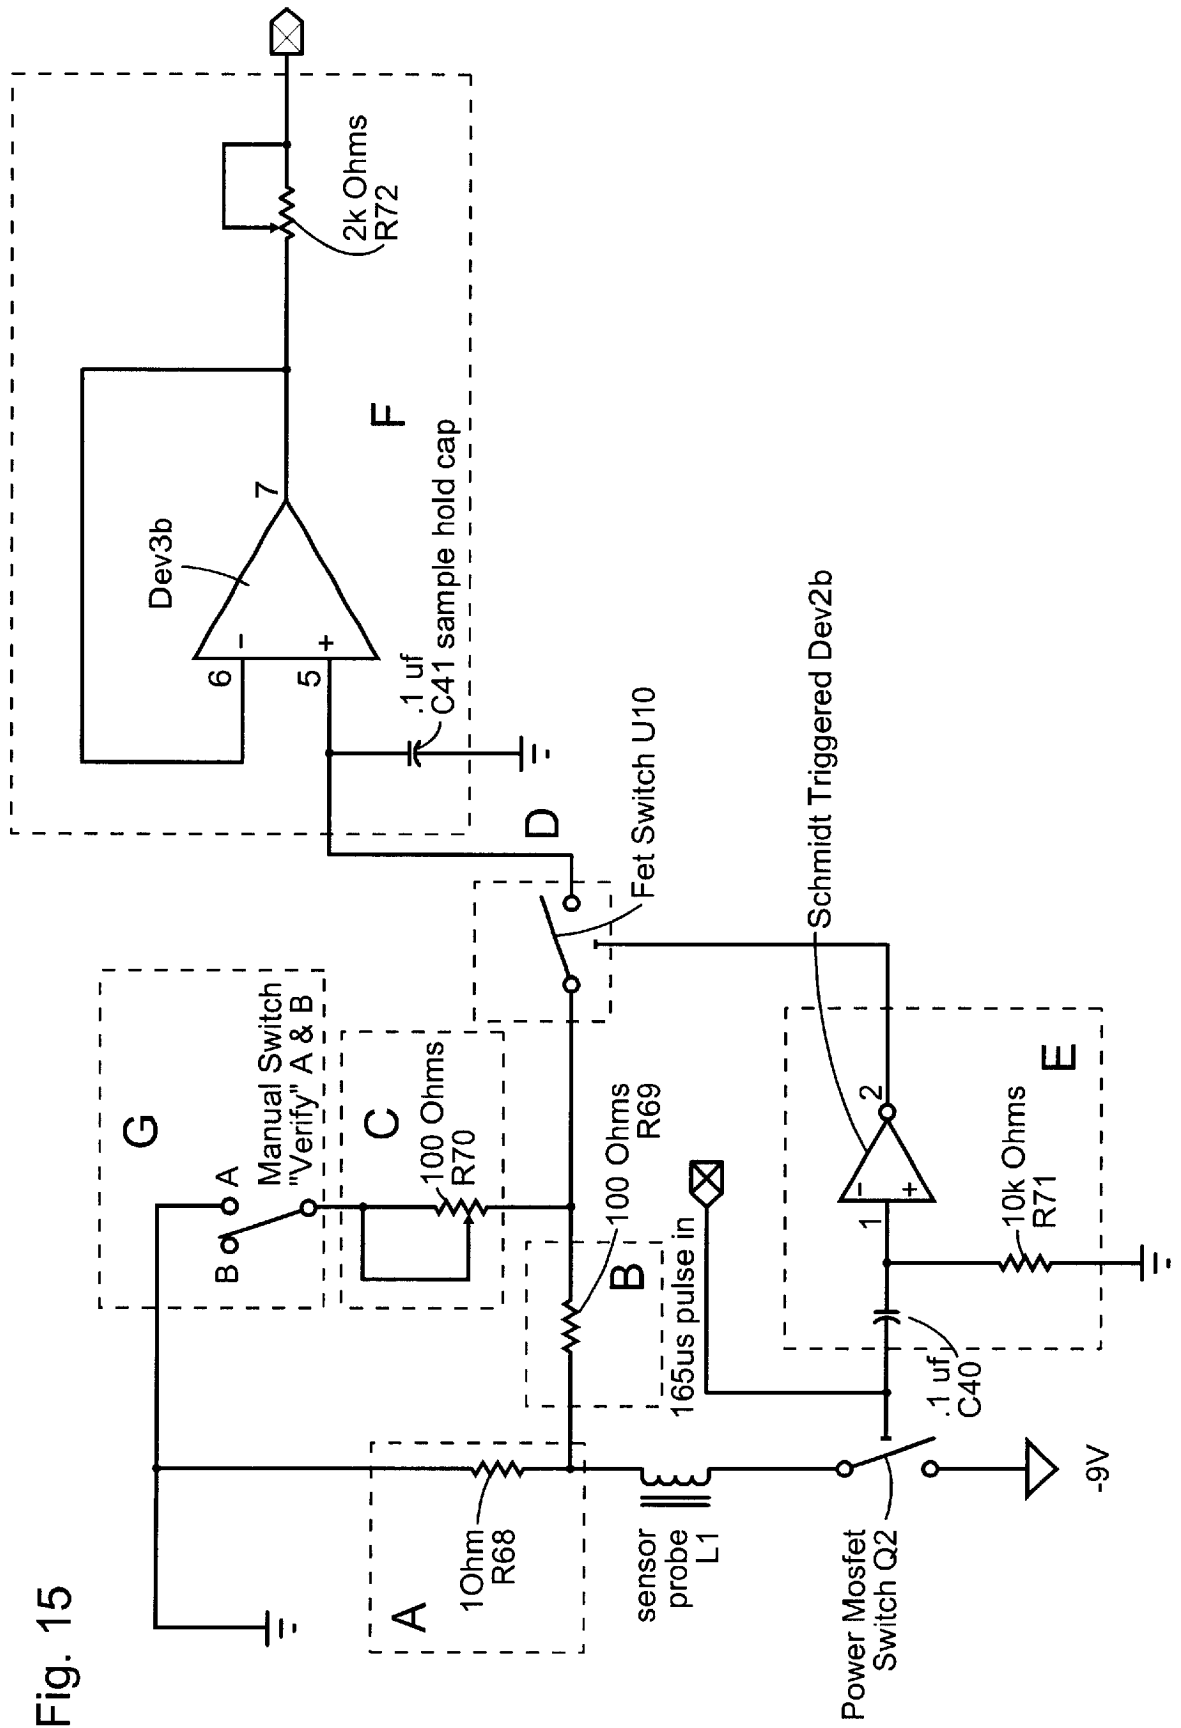 Fig. 15
A
1Ohm
R68
sensor
probe
L1
Power Mosfet
Switch Q2
-9V
B
100 Ohms
R69
165us pulse in
.1 uf
C40
G
B
A
Manual Switch
"Verify" A & B
C
100 Ohms
R70
1
2
-
+
10k Ohms
R71
E
Schmidt Triggered Dev2b
D
Fet Switch U10
Dev3b
6
5
-
+
7
.1 uf
C41 sample hold cap
F
2k Ohms
R72